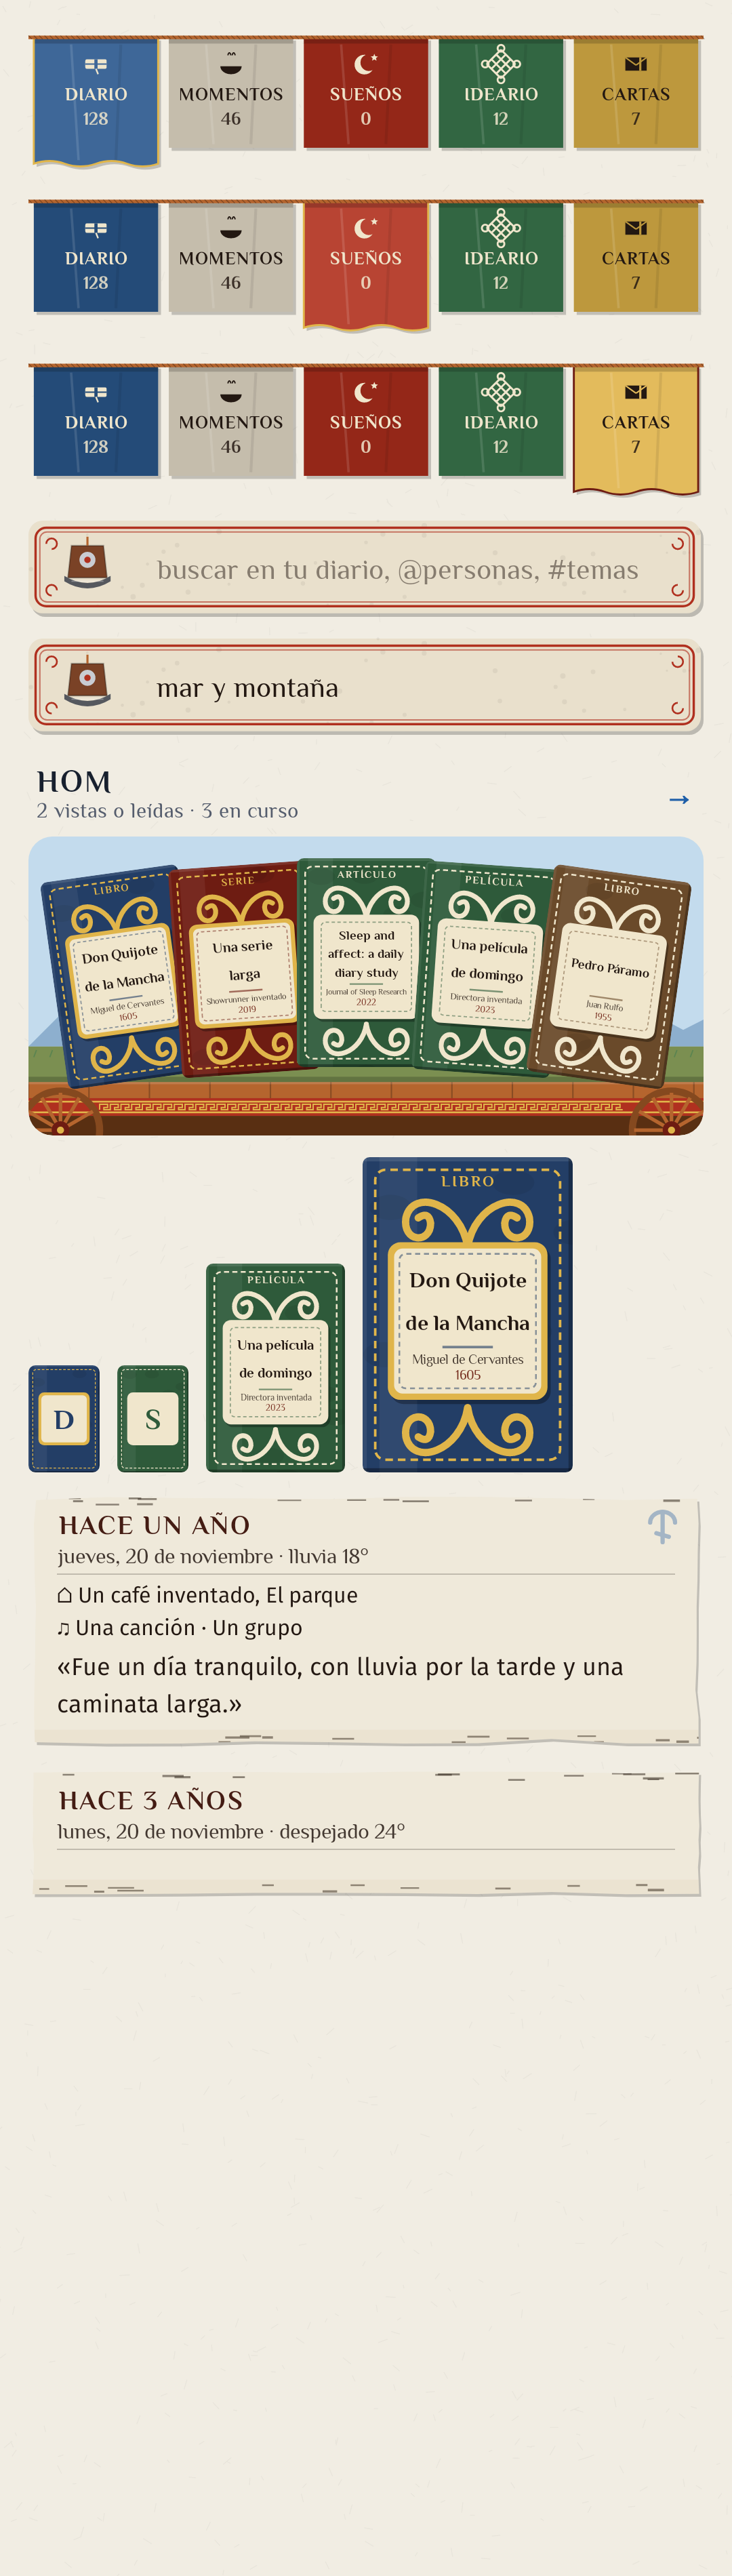 DIARIO MOMENTOS SUEÑOS IDEARIO CARTAS
128 46 0 12 7
DIARIO MOMENTOS SUEÑOS IDEARIO CARTAS
128 46 0 12 7
DIARIO MOMENTOS SUEÑOS IDEARIO CARTAS
128 46 0 12 7
buscar en tu diario, @personas, #temas
mar y montaña
HOM
2 vistas o leídas · 3 en curso
→
LIBRO
Don Quijote
de la Mancha
Miguel de Cervantes
1605
SERIE
Una serie
larga
Showrunner inventado
2019
ARTÍCULO
Sleep and
affect: a daily
diary study
Journal of Sleep Research
2022
PELÍCULA
Una película
de domingo
Directora inventada
2023
LIBRO
Pedro Páramo
Juan Rulfo
1955
D
S
PELÍCULA
Una película
de domingo
Directora inventada
2023
LIBRO
Don Quijote
de la Mancha
Miguel de Cervantes
1605
HACE UN AÑO
jueves, 20 de noviembre · lluvia 18°
⌂ Un café inventado, El parque
♫ Una canción · Un grupo
«Fue un día tranquilo, con lluvia por la tarde y una
caminata larga.»
HACE 3 AÑOS
lunes, 20 de noviembre · despejado 24°